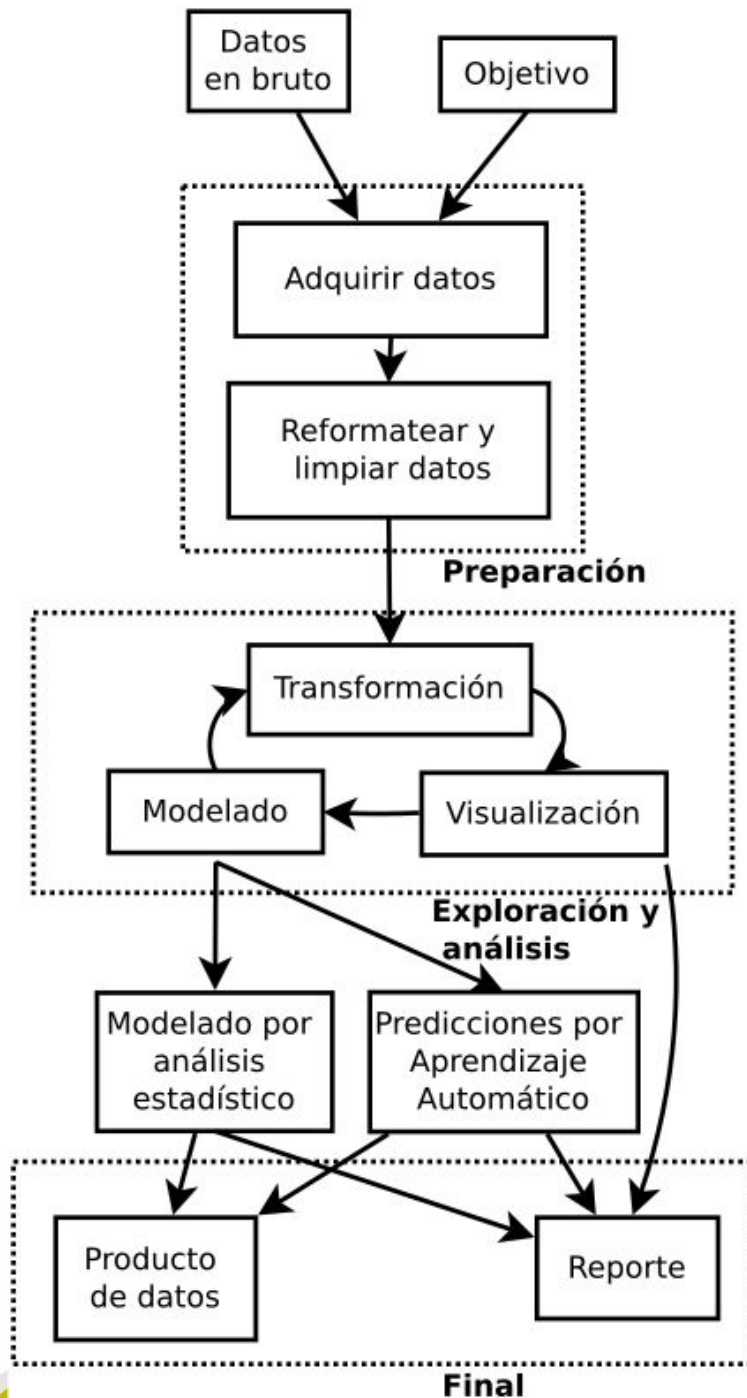 Datos
en bruto
Objetivo
Adquirir datos
Reformatear y
limpiar datos
Preparación
Transformación
Modelado
Visualización
Exploración y
análisis
Modelado por
análisis
estadístico
Predicciones por
Aprendizaje
Automático
Producto
de datos
Reporte
Final